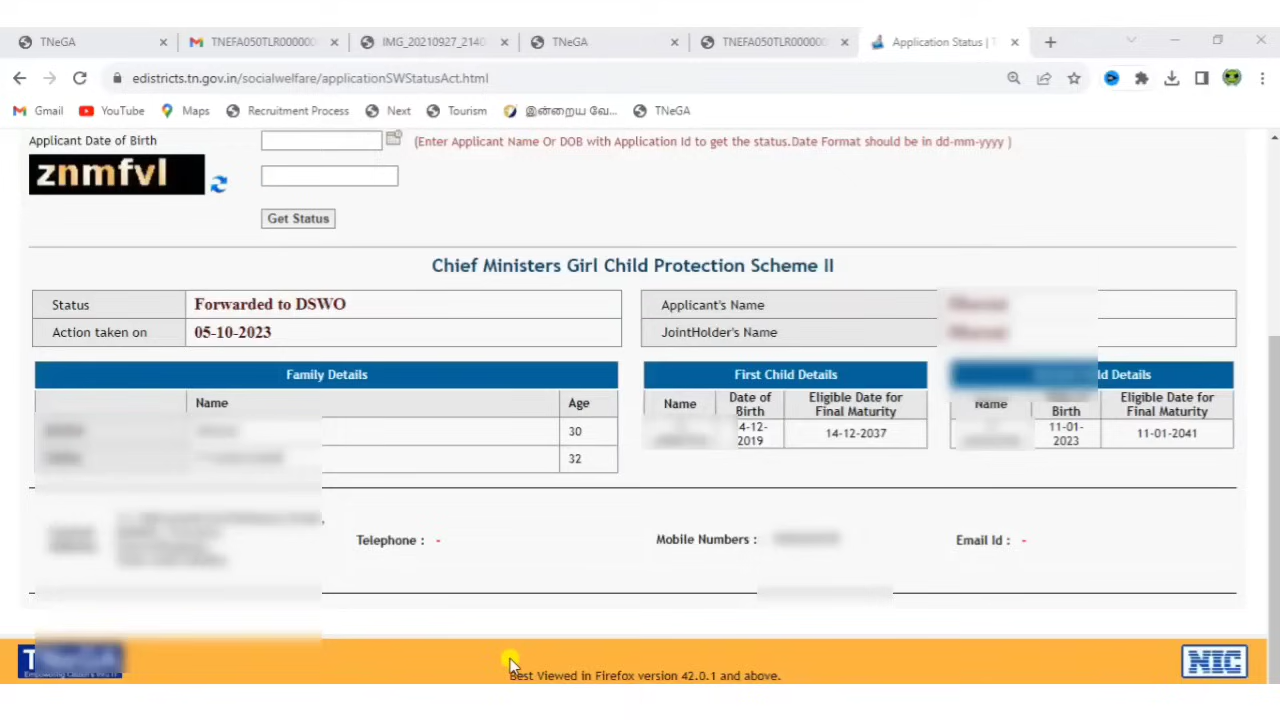 TNeGA
TNEFA050TLR000000
IMG_20210927_2140
TNeGA
TNEFA050TLR000000
Application Status | T
edistricts.tn.gov.in/socialwelfare/applicationSWStatusAct.html
Gmail
YouTube
Maps
Recruitment Process
Next
Tourism
இன்றைய வே...
TNeGA
Applicant Date of Birth
(Enter Applicant Name Or DOB with Application Id to get the status.Date Format should be in dd-mm-yyyy )
znmfvl
Get Status
Chief Ministers Girl Child Protection Scheme II
Status
Forwarded to DSWO
Action taken on
05-10-2023
Applicant's Name
JointHolder's Name
Family Details
Name
Age
30
32
First Child Details
Name
Date of
Birth
Eligible Date for
Final Maturity
4-12-
2019
14-12-2037
ld Details
Name
Birth
Eligible Date for
Final Maturity
11-01-
2023
11-01-2041
Telephone : -
Mobile Numbers :
Email Id : -
Best Viewed in Firefox version 42.0.1 and above.
NIC